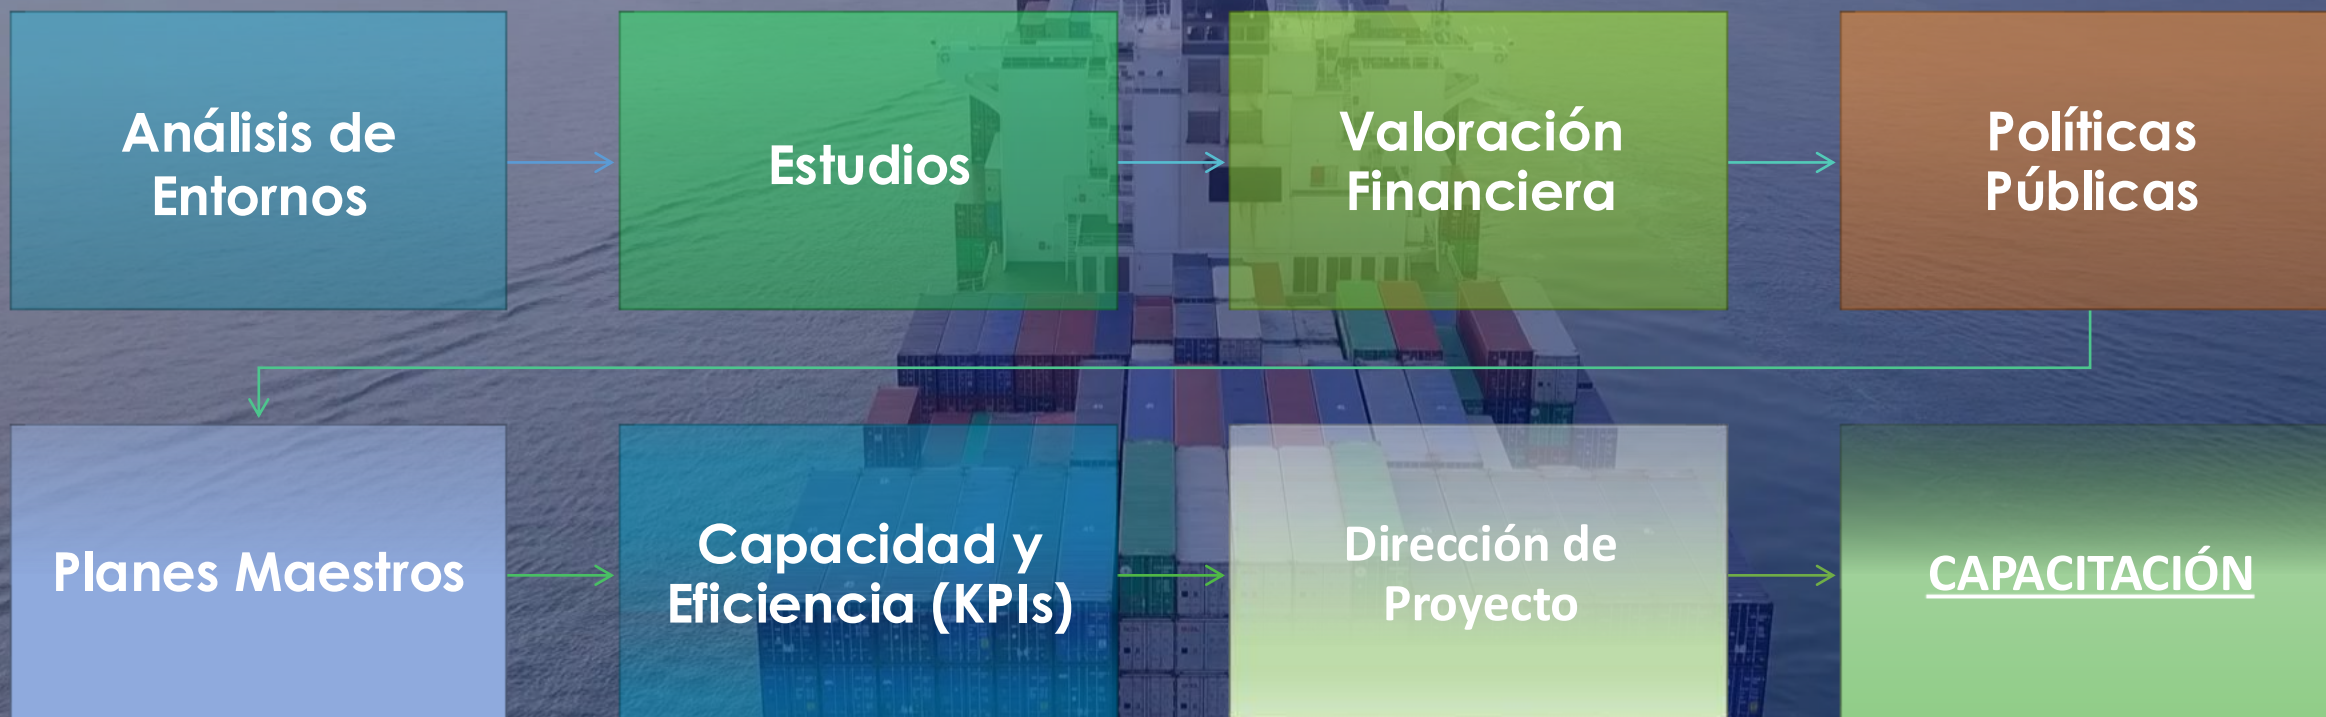 Análisis de
Entornos
Estudios
Valoración
Financiera
Políticas
Públicas
Planes Maestros
Capacidad y
Eficiencia (KPIs)
Dirección de
Proyecto
CAPACITACIÓN